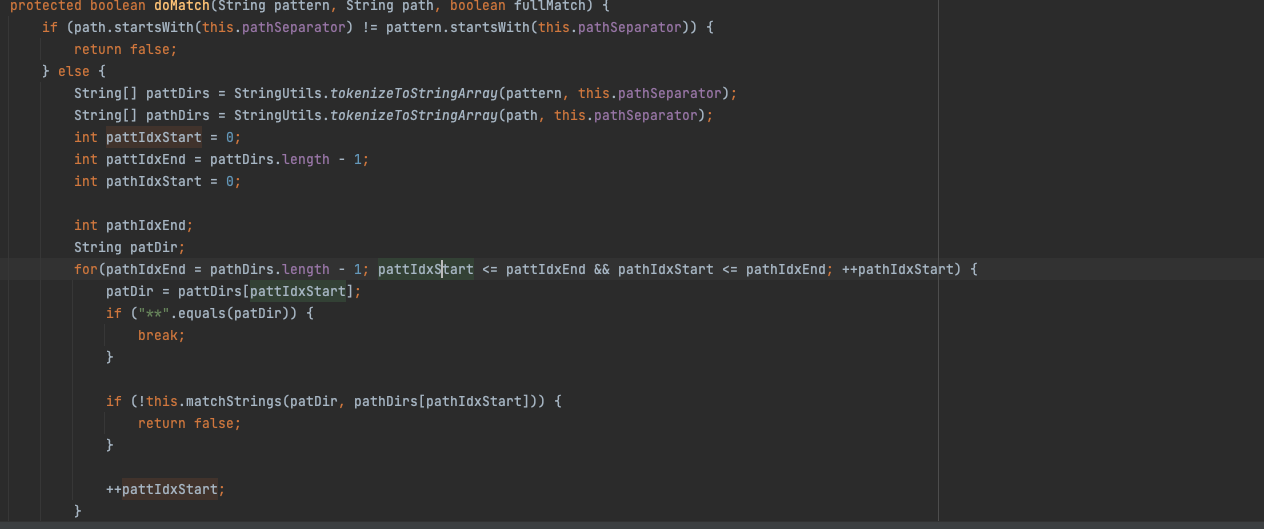 protected boolean doMatch(String pattern, String path, boolean fullMatch) {
if (path.startsWith(this.pathSeparator) != pattern.startsWith(this.pathSeparator)) {
return false;
} else {
String[] pattDirs = StringUtils.tokenizeToStringArray(pattern, this.pathSeparator);
String[] pathDirs = StringUtils.tokenizeToStringArray(path, this.pathSeparator);
int pattIdxStart = 0;
int pattIdxEnd = pattDirs.length - 1;
int pathIdxStart = 0;
int pathIdxEnd;
String patDir;
for(pathIdxEnd = pathDirs.length - 1; pattIdxStart <= pattIdxEnd && pathIdxStart <= pathIdxEnd; ++pathIdxStart) {
patDir = pattDirs[pattIdxStart];
if ("**".equals(patDir)) {
break;
}
if (!this.matchStrings(patDir, pathDirs[pathIdxStart])) {
return false;
}
++pattIdxStart;
}